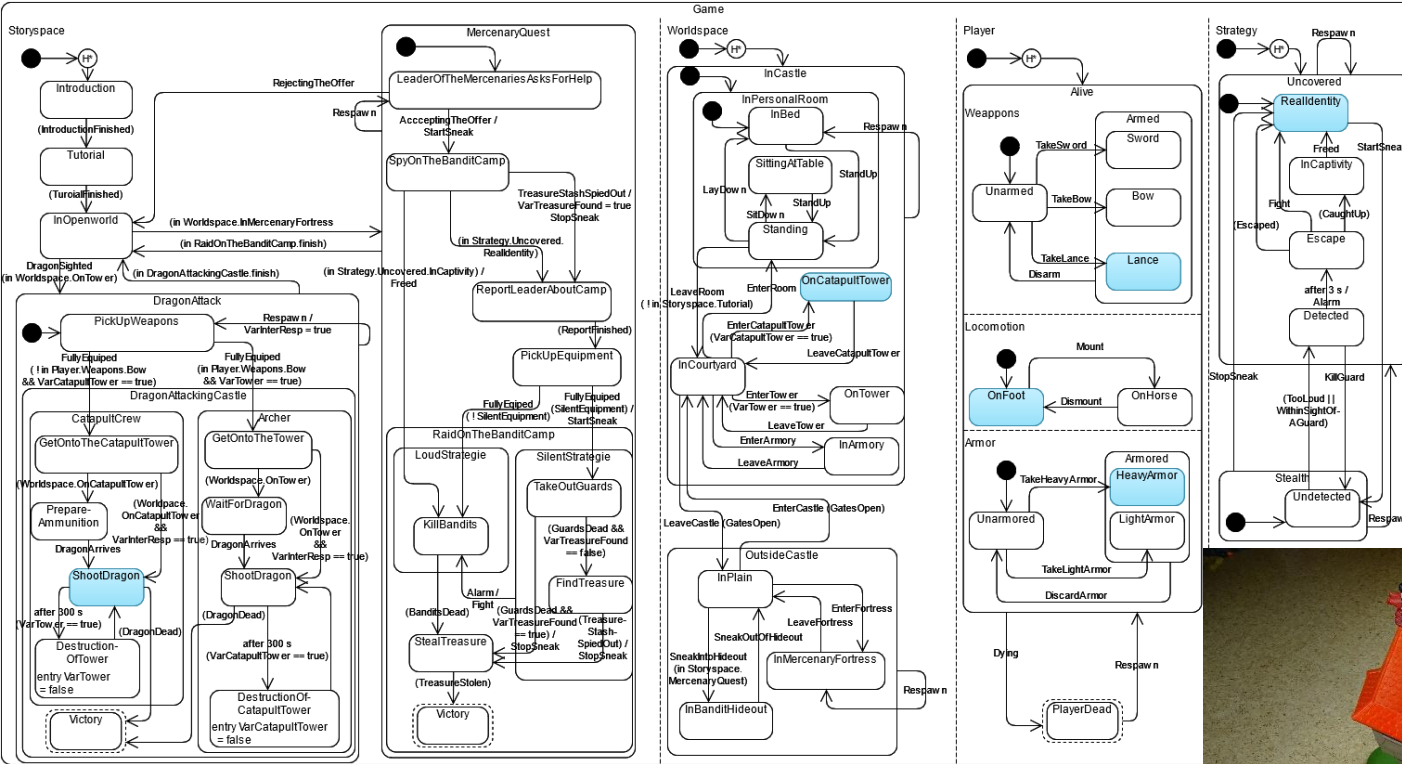 Game
Storyspace
H*
Introduction
(IntroductionFinished)
Tutorial
(TuroialFinished)
InOpenworld
RejectingTheOffer
(in Worldspace.InMercenaryFortress
(in RaidOnTheBanditCamp.finish)
DragonSighted
(in Worldspace.OnTower)
(in DragonAttackingCastle.finish)
DragonAttack
PickUpWeapons
Respawn /
VarInterResp = true
FullyEquiped
( ! in Player.Weapons.Bow
&& VarCatapultTower == true)
FullyEquiped
(in Player.Weapons.Bow
&& VarTower == true)
DragonAttackingCastle
CatapultCrew
GetOntoTheCatapultTower
(Worldspace.OnCatapultTower)
Prepare-
Ammunition
(Worldpace.
OnCatapultTower
&&
VarInterResp == true)
DragonArrives
ShootDragon
after 300 s
(VarTower == true)
(DragonDead)
Destruction-
OfTower
entry VarTower
= false
Victory
Archer
GetOntoTheTower
(Worldspace.OnTower)
WaitForDragon
(Worldspace.
OnTower
&&
VarInterResp == true)
DragonArrives
ShootDragon
(DragonDead)
after 300 s
(VarCatapultTower == true)
DestructionOf-
CatapultTower
entry VarCatapultTower
= false
MercenaryQuest
LeaderOfTheMercenariesAsksForHelp
Respawn
AccceptingTheOffer /
StartSneak
SpyOnTheBanditCamp
TreasureStashSpiedOut /
VarTreasureFound = true
StopSneak
(in Strategy.Uncovered.
RealIdentity)
(in Strategy.Uncovered.InCaptivity) /
Freed
ReportLeaderAboutCamp
(ReportFinished)
PickUpEquipment
FullyEqiped
( ! SilentEquipment)
FullyEquiped
(SilentEquipment) /
StartSneak
RaidOnTheBanditCamp
LoudStrategie
KillBandits
SilentStrategie
TakeOutGuards
(GuardsDead &&
VarTreasureFound
== false)
FindTreasure
Alarm /
Fight
(BanditsDead)
(GuardsDead &&
VarTreasureFound
== true) /
StopSneak
(Treasure-
Stash-
SpiedOut) /
StopSneak
StealTreasure
(TreasureStolen)
Victory
Worldspace
H*
InCastle
InPersonalRoom
InBed
Respawn
SittingAtTable
StandUp
LayDown
SitDown
StandUp
Standing
LeaveRoom
( ! in.Storyspace.Tutorial)
EnterRoom
OnCatapultTower
EnterCatapultTower
(VarCatapultTower == true)
LeaveCatapultTower
InCourtyard
EnterTower
(VarTower == true)
OnTower
LeaveTower
EnterArmory
InArmory
LeaveArmory
LeaveCastle (GatesOpen)
EnterCastle (GatesOpen)
OutsideCastle
InPlain
EnterFortress
LeaveFortress
SneakOutOfHideout
SneakIntoHideout
(in Storyspace.
MercenaryQuest)
InMercenaryFortress
Respawn
InBanditHideout
Player
H*
Alive
Weappons
Unarmed
TakeSword
TakeBow
TakeLance
Disarm
Armed
Sword
Bow
Lance
Locomotion
Mount
OnFoot
Dismount
OnHorse
Armor
Armored
HeavyArmor
TakeHeavyArmor
Unarmored
LightArmor
TakeLightArmor
DiscardArmor
Dying
Respawn
PlayerDead
Strategy
H*
Respawn
Uncovered
RealIdentity
Freed
StartSneak
InCaptivity
Fight
(CaughtUp)
(Escaped)
Escape
after 3 s /
Alarm
Detected
StopSneak
KillGuard
(TooLoud ||
WithinSightOf-
AGuard)
Stealth
Undetected
Respawn